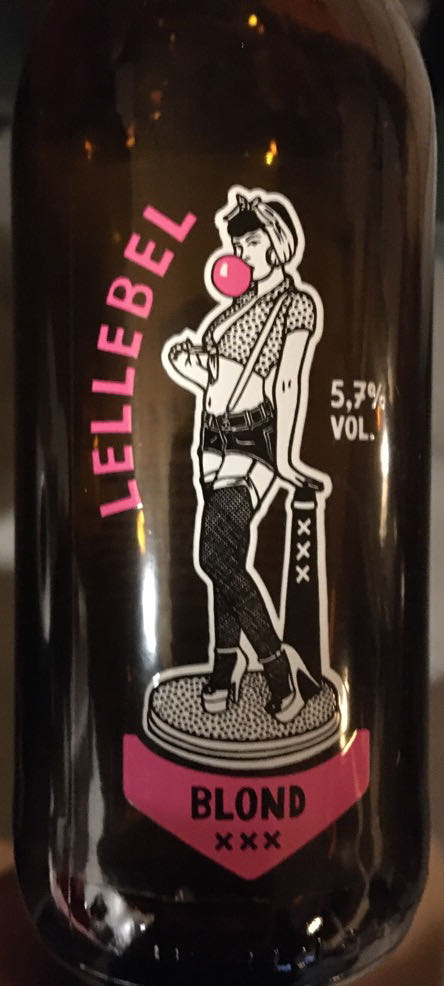 LELLEBEL
5,7%
VOL.
XXX
BLOND
XXX